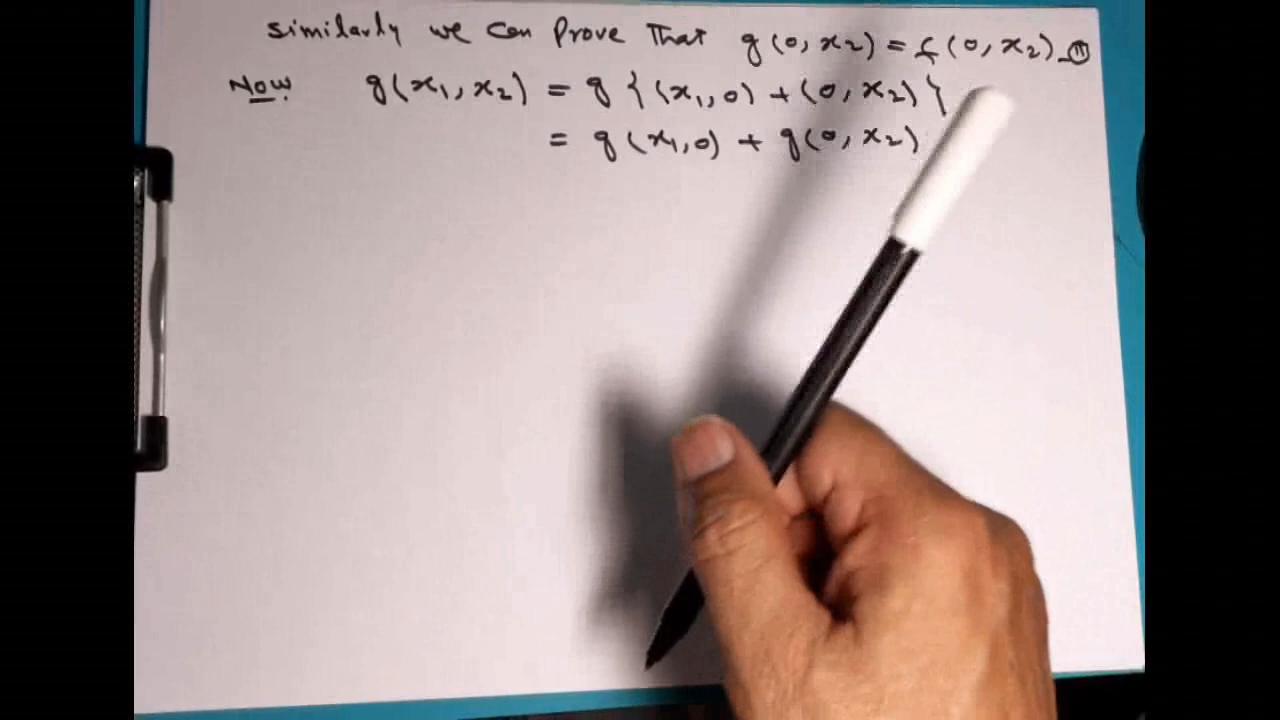 similarly we can Prove That g(0, x2) = f(0, x2) — (II)
Now g(x1, x2) = g {(x1, 0) + (0, x2)}
= g(x1, 0) + g(0, x2)